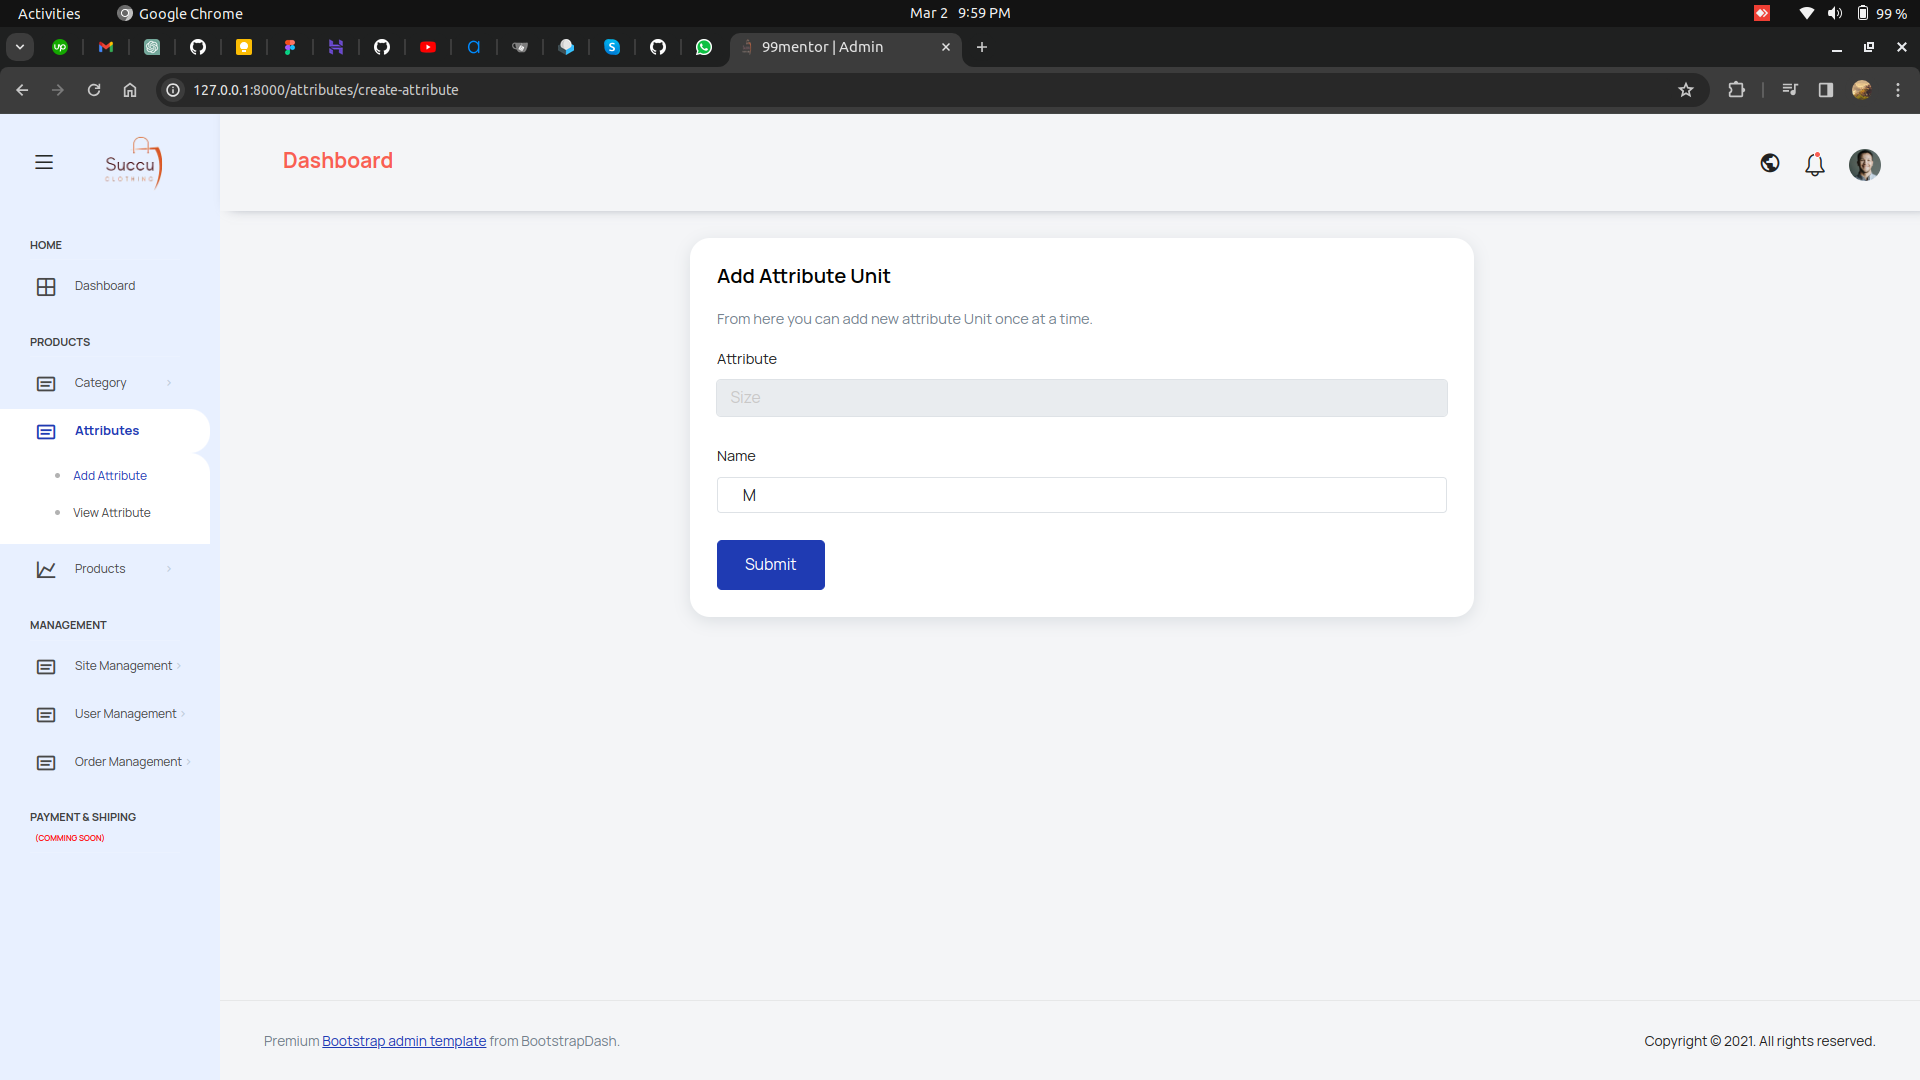 Activities
Google Chrome
Mar 2 9:59 PM
99 %
99mentor | Admin
127.0.0.1:8000/attributes/create-attribute
Succu
CLOTHING
Dashboard
HOME
Dashboard
PRODUCTS
Category
Attributes
Add Attribute
View Attribute
Products
MANAGEMENT
Site Management
User Management
Order Management
PAYMENT & SHIPING
(COMMING SOON)
Add Attribute Unit
From here you can add new attribute Unit once at a time.
Attribute
Size
Name
M
Submit
Premium Bootstrap admin template from BootstrapDash.
Copyright © 2021. All rights reserved.